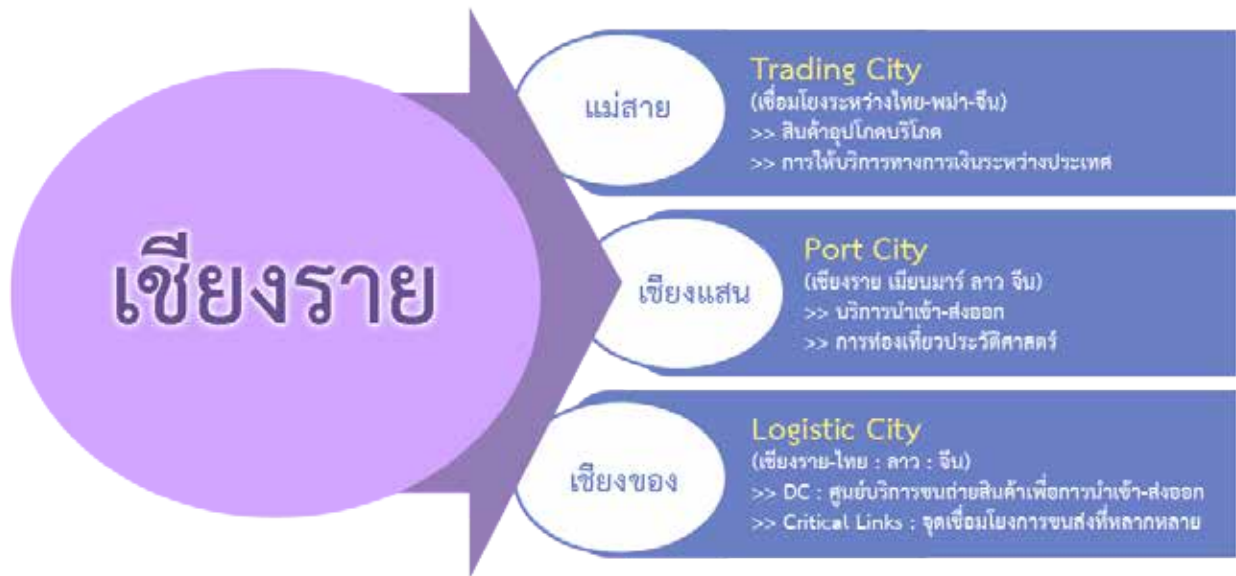 เชียงราย
แม่สาย
Trading City
(เชื่อมโยงระหว่างไทย-พม่า-จีน)
>> สินค้าอุปโภคบริโภค
>> การให้บริการทางการเงินระหว่างประเทศ
เชียงแสน
Port City
(เชียงราย เมียนมาร์ ลาว จีน)
>> บริการนำเข้า-ส่งออก
>> การท่องเที่ยวประวัติศาสตร์
เชียงของ
Logistic City
(เชียงราย-ไทย : ลาว : จีน)
>> DC : ศูนย์บริการขนถ่ายสินค้าเพื่อการนำเข้า-ส่งออก
>> Critical Links : จุดเชื่อมโยงการขนส่งที่หลากหลาย